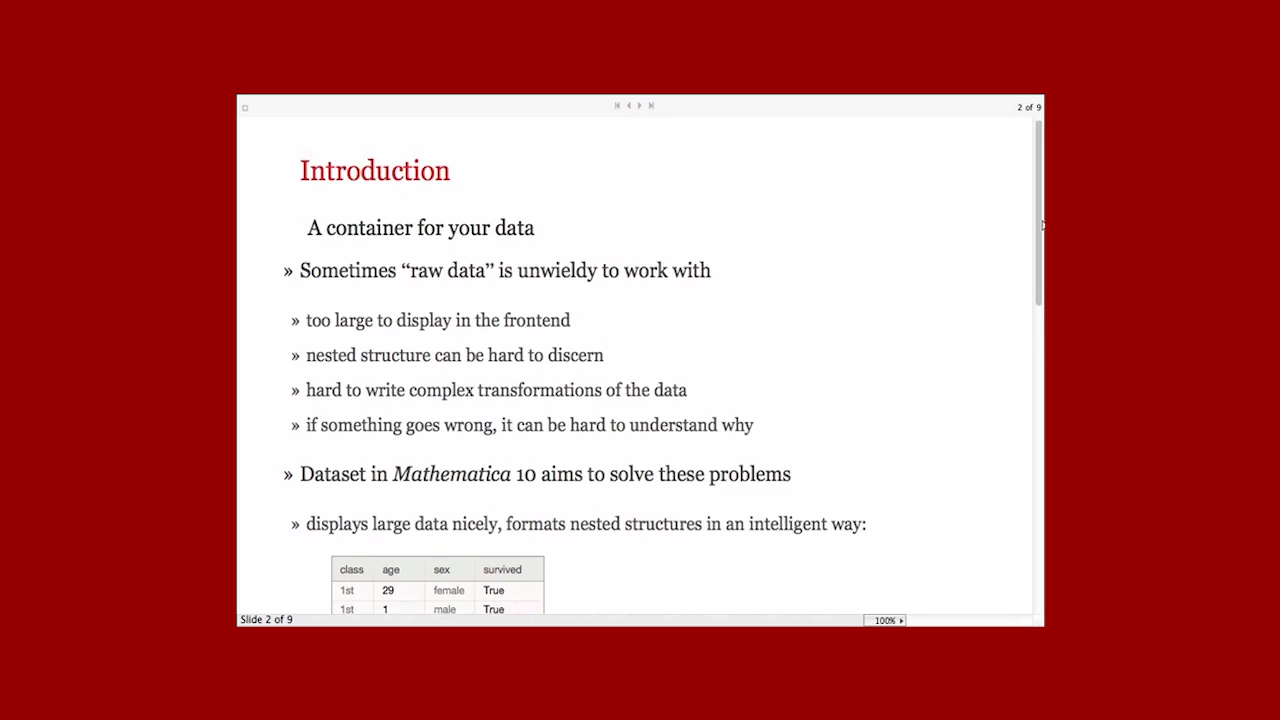 2 of 9
Introduction
A container for your data
» Sometimes “raw data” is unwieldy to work with
» too large to display in the frontend
» nested structure can be hard to discern
» hard to write complex transformations of the data
» if something goes wrong, it can be hard to understand why
» Dataset in Mathematica 10 aims to solve these problems
» displays large data nicely, formats nested structures in an intelligent way:
class age sex survived
1st 29 female True
1st 1 male True
Slide 2 of 9 100%